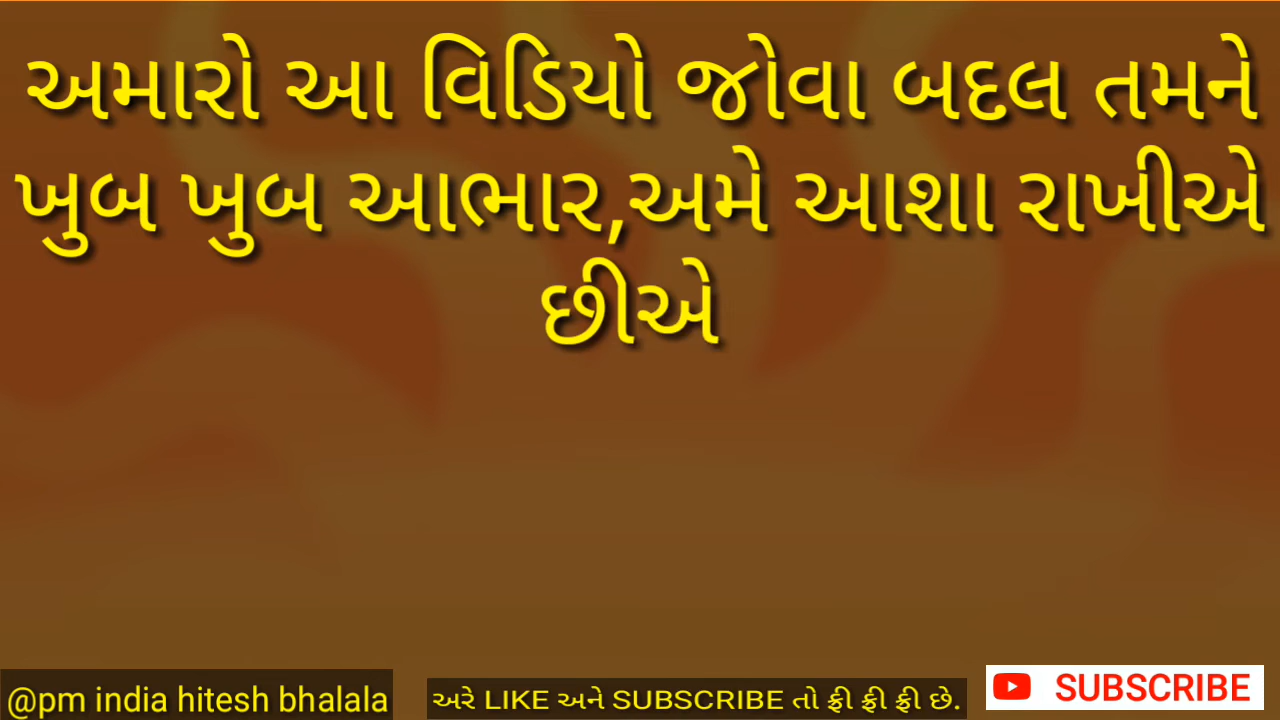 અમારો આ વિડિયો જોવા બદલ તમને
ખુબ ખુબ આભાર,અમે આશા રાખીએ
છીએ
@pm india hitesh bhalala
અરે LIKE અને SUBSCRIBE તો ફ્રી ફ્રી ફ્રી છે.
SUBSCRIBE